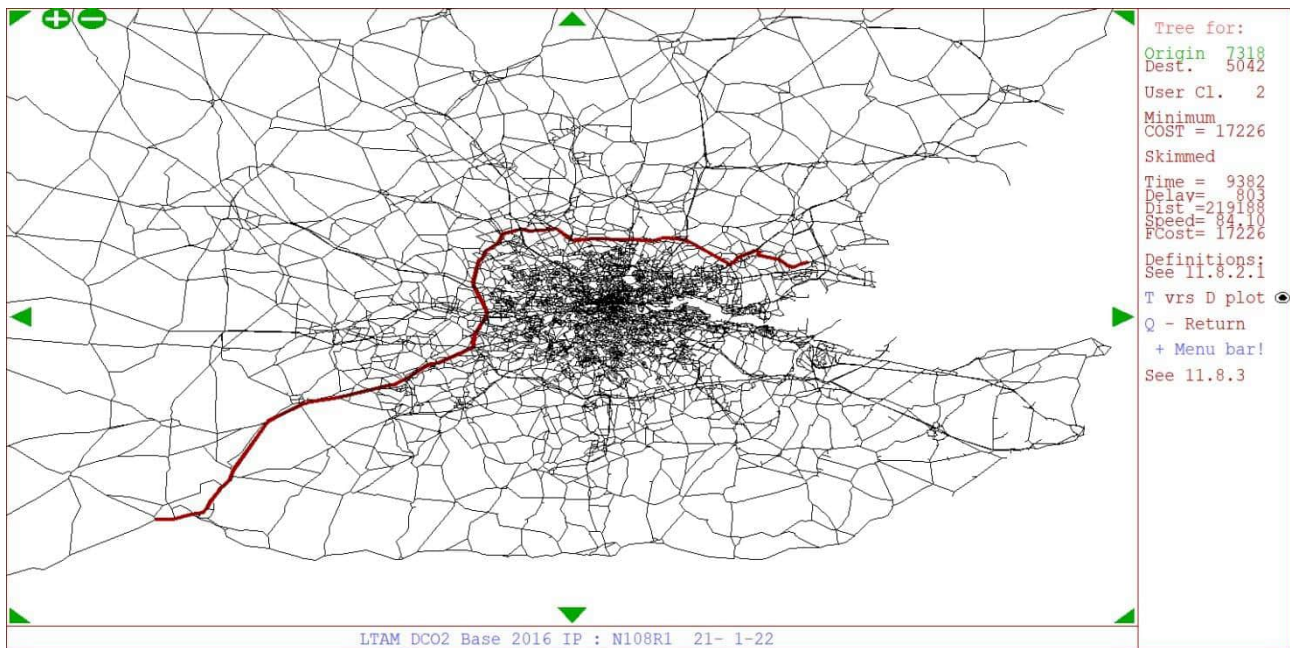 Tree for:
Origin 7318
Dest. 5042
User Cl. 2
Minimum
COST = 17226
Skimmed
Time = 9382
Delay= 803
Dist =219188
Speed= 84.10
FCost= 17226
Definitions:
See 11.8.2.1
T vrs D plot
Q - Return
+ Menu bar!
See 11.8.3
LTAM DCO2 Base 2016 IP : N108R1 21- 1-22